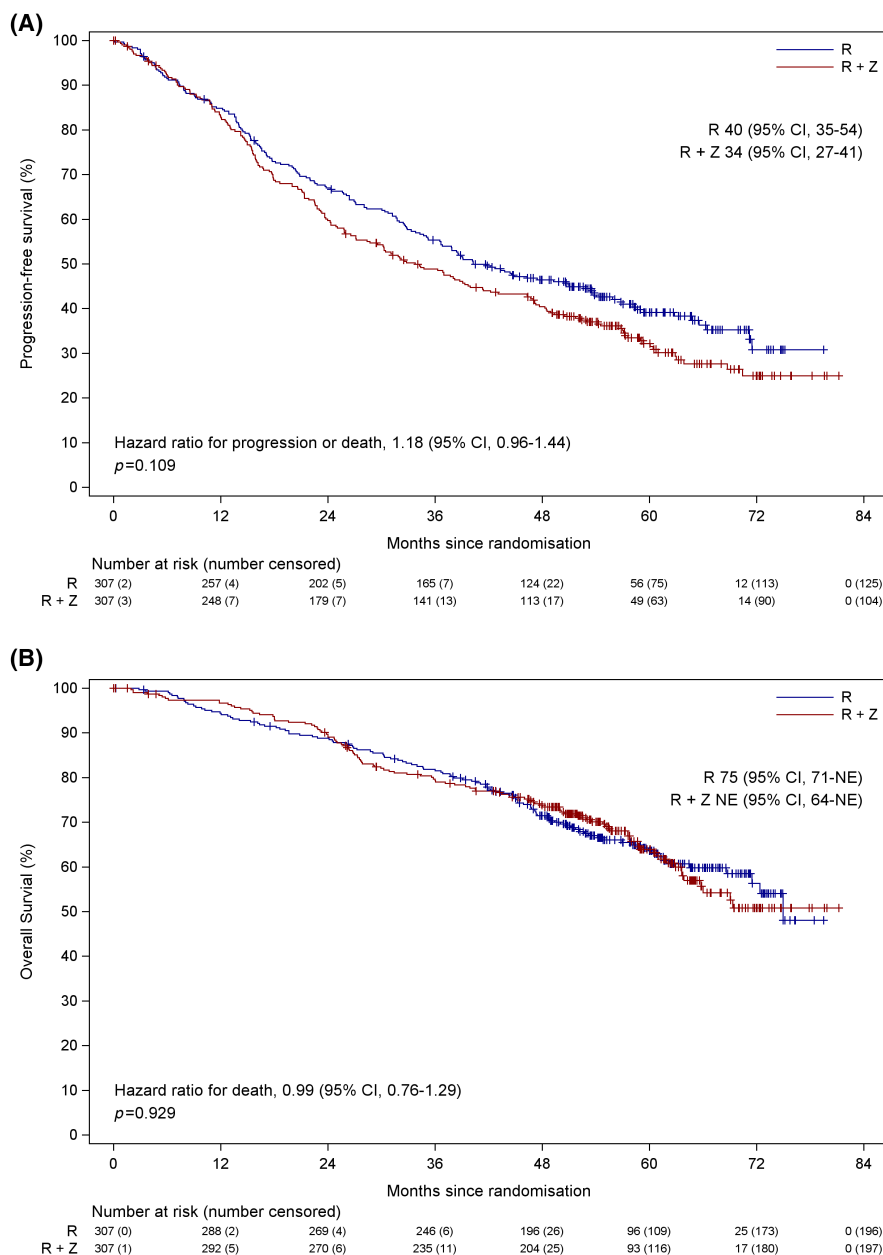 (A)
100
90
80
70
60
50
40
30
20
10
0
Progression-free survival (%)
R
R + Z
R 40 (95% CI, 35-54)
R + Z 34 (95% CI, 27-41)
Hazard ratio for progression or death, 1.18 (95% CI, 0.96-1.44)
p=0.109
0 12 24 36 48 60 72 84
Months since randomisation
Number at risk (number censored)
R 307 (2) 257 (4) 202 (5) 165 (7) 124 (22) 56 (75) 12 (113) 0 (125)
R + Z 307 (3) 248 (7) 179 (7) 141 (13) 113 (17) 49 (63) 14 (90) 0 (104)
(B)
100
90
80
70
60
50
40
30
20
10
0
Overall Survial (%)
R
R + Z
R 75 (95% CI, 71-NE)
R + Z NE (95% CI, 64-NE)
Hazard ratio for death, 0.99 (95% CI, 0.76-1.29)
p=0.929
0 12 24 36 48 60 72 84
Months since randomisation
Number at risk (number censored)
R 307 (0) 288 (2) 269 (4) 246 (6) 196 (26) 96 (109) 25 (173) 0 (196)
R + Z 307 (1) 292 (5) 270 (6) 235 (11) 204 (25) 93 (116) 17 (180) 0 (197)